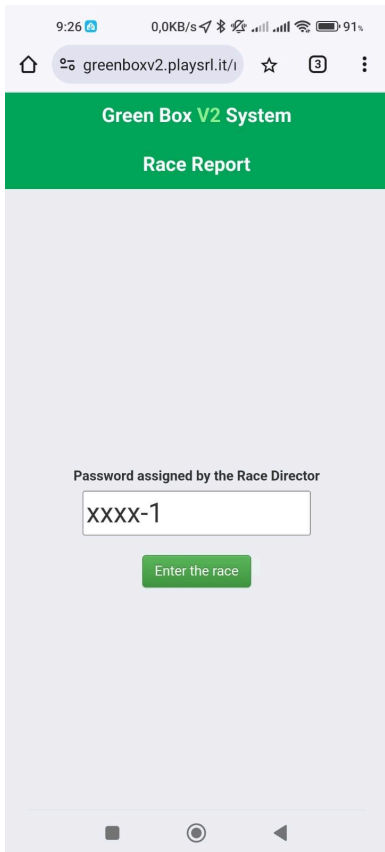 9:26 0,0KB/s 91%
greenboxv2.playsrl.it/ 3
Green Box V2 System
Race Report
Password assigned by the Race Director
xxxx-1
Enter the race